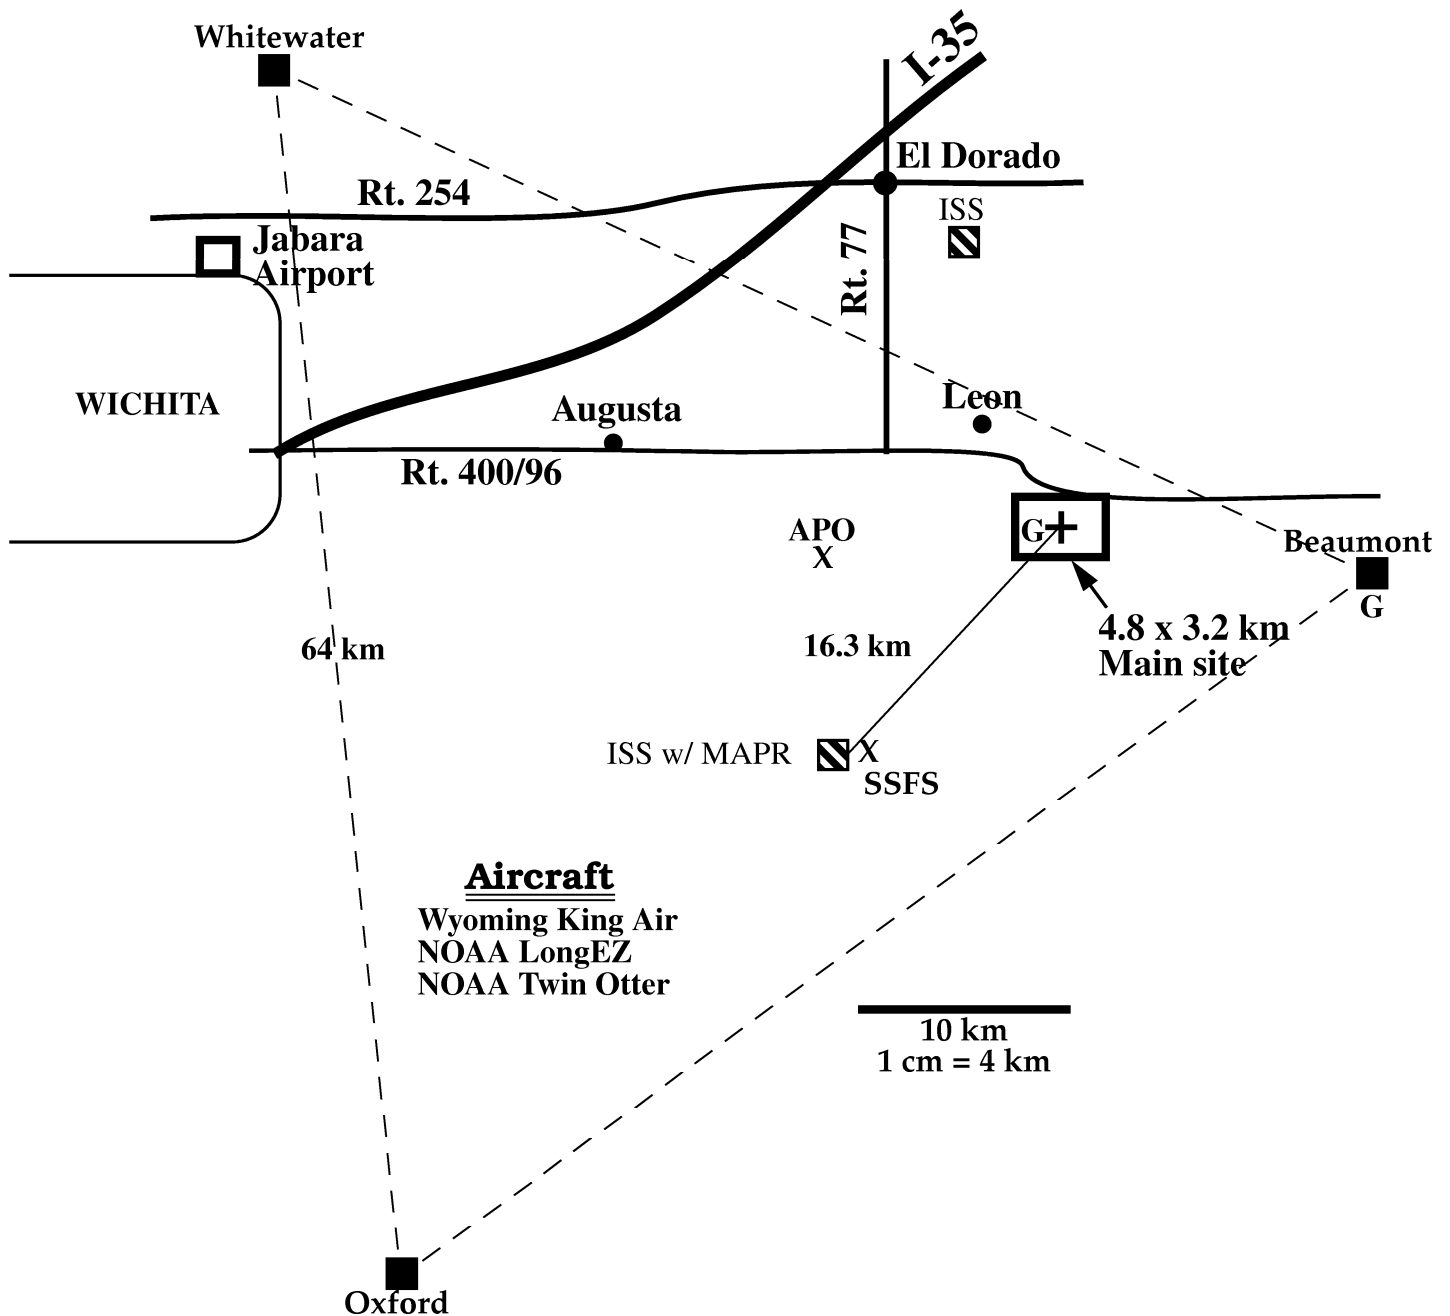 Whitewater
I-35
El Dorado
Rt. 254
ISS
Jabara
Airport
Rt. 77
WICHITA
Augusta
Leon
Rt. 400/96
APO
X
G
Beaumont
G
4.8 x 3.2 km
Main site
64 km
16.3 km
ISS w/ MAPR
X
SSFS
Aircraft
Wyoming King Air
NOAA LongEZ
NOAA Twin Otter
10 km
1 cm = 4 km
Oxford